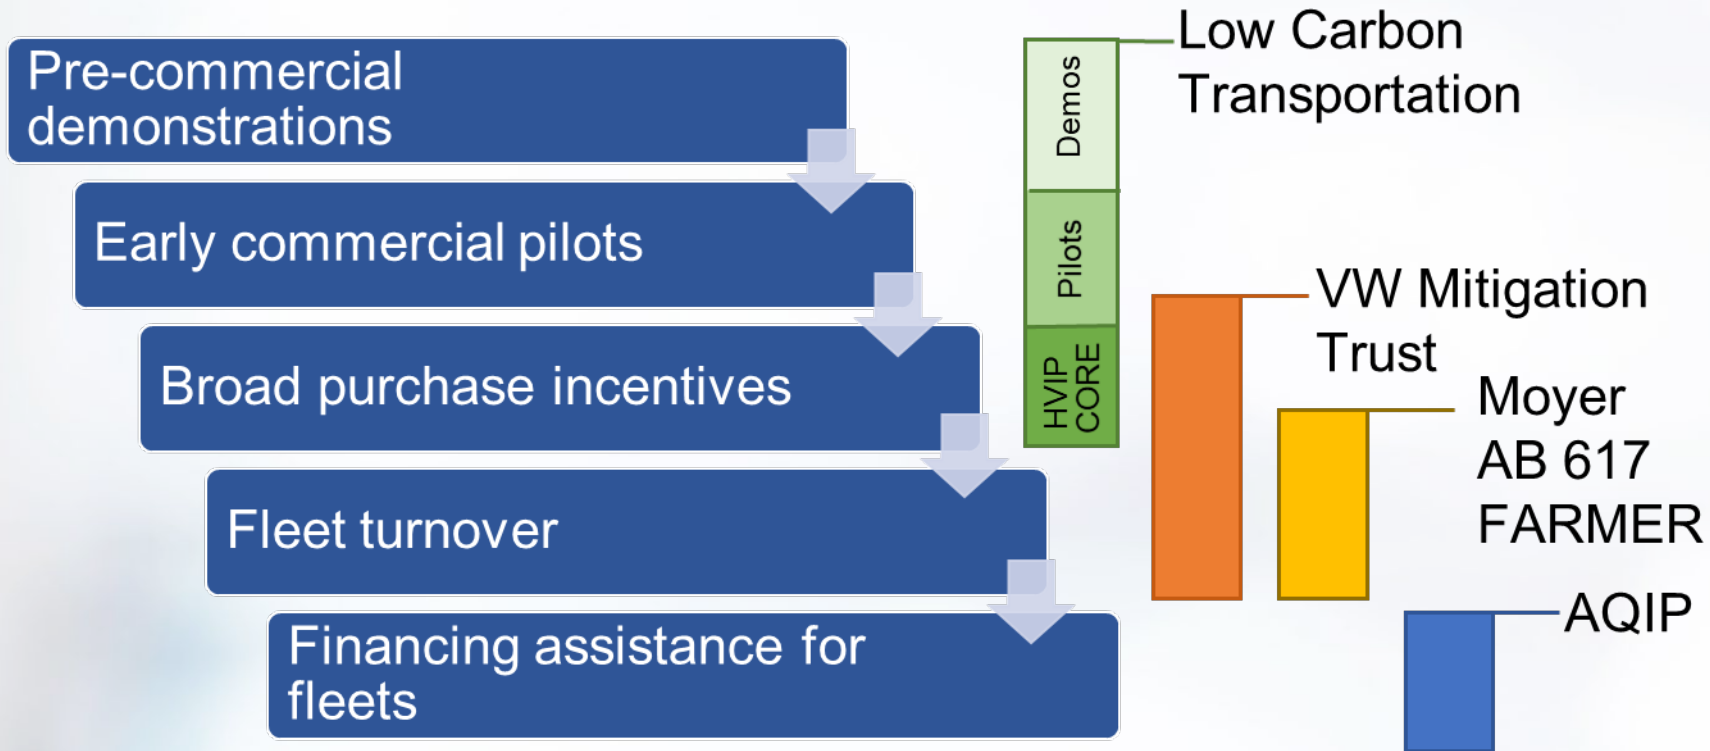 Pre-commercial
demonstrations
Early commercial pilots
Broad purchase incentives
Fleet turnover
Financing assistance for
fleets
Demos
Pilots
HVIP
CORE
Low Carbon
Transportation
VW Mitigation
Trust
Moyer
AB 617
FARMER
AQIP